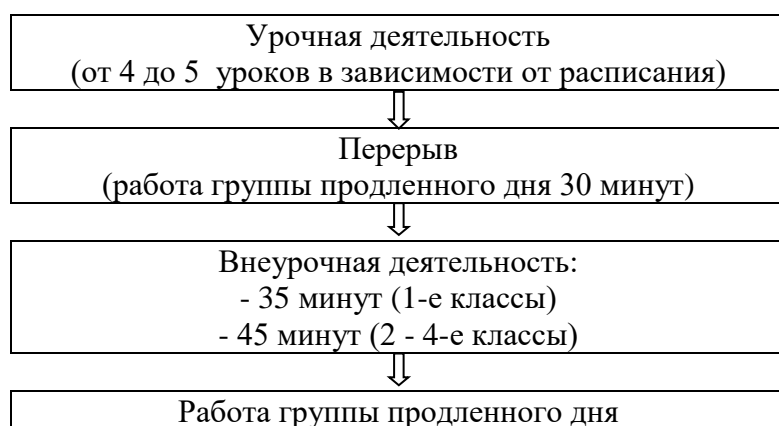 Урочная деятельность
(от 4 до 5  уроков в зависимости от расписания)
Перерыв
(работа группы продленного дня 30 минут)
Внеурочная деятельность:
- 35 минут (1-е классы)
- 45 минут (2 - 4-е классы)
Работа группы продленного дня